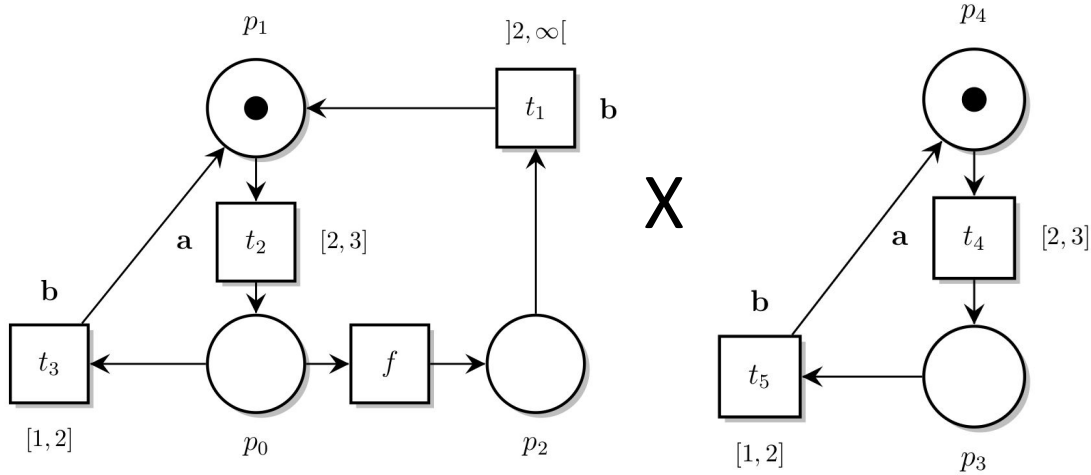 p₁
]2, ∞[
t₁
b
t₂
a
[2, 3]
b
t₃
f
[1, 2]
p₀
p₂
X
p₄
t₄
a
[2, 3]
b
t₅
[1, 2]
p₃